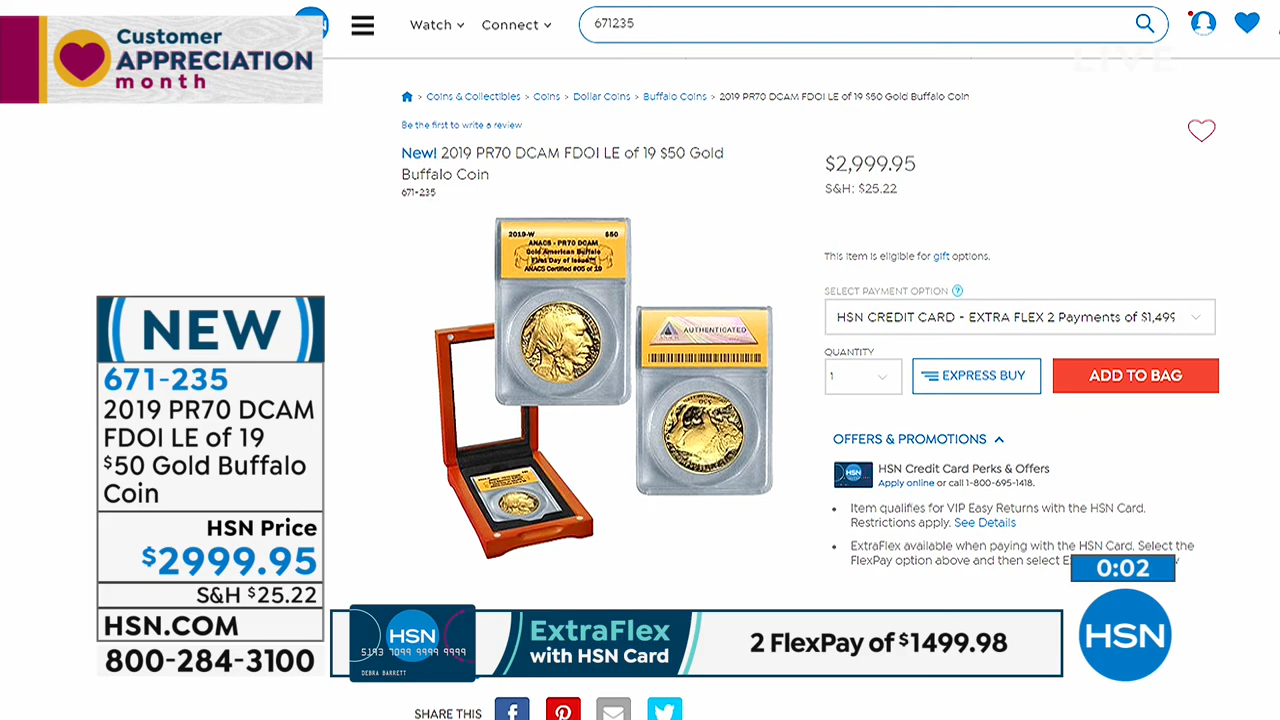 Customer
APPRECIATION
month
Watch
Connect
671235
LIVE
Coins & Collectibles > Coins > Dollar Coins > Buffalo Coins > 2019 PR70 DCAM FDOI LE of 19 $50 Gold Buffalo Coin
Be the first to write a review
New! 2019 PR70 DCAM FDOI LE of 19 $50 Gold
Buffalo Coin
671-235
$2,999.95
S&H: $25.22
2019-W $50
ANACS - PR70 DCAM
Gold American Buffalo
First Day of Issue™
ANACS Certified #05 of 19
AUTHENTICATED
This item is eligible for gift options.
SELECT PAYMENT OPTION ?
HSN CREDIT CARD - EXTRA FLEX 2 Payments of $1,499
QUANTITY
1
EXPRESS BUY
ADD TO BAG
OFFERS & PROMOTIONS
HSN
HSN Credit Card Perks & Offers
Apply online or call 1-800-695-1418.
• Item qualifies for VIP Easy Returns with the HSN Card.
Restrictions apply. See Details
• ExtraFlex available when paying with the HSN Card. Select the
FlexPay option above and then select
0:02
NEW
671-235
2019 PR70 DCAM
FDOI LE of 19
$50 Gold Buffalo
Coin
HSN Price
$2999.95
S&H $25.22
HSN.COM
800-284-3100
HSN
5193 7099 9999 9999
DEBRA BARRETT
ExtraFlex
with HSN Card
2 FlexPay of $1499.98
HSN
SHARE THIS